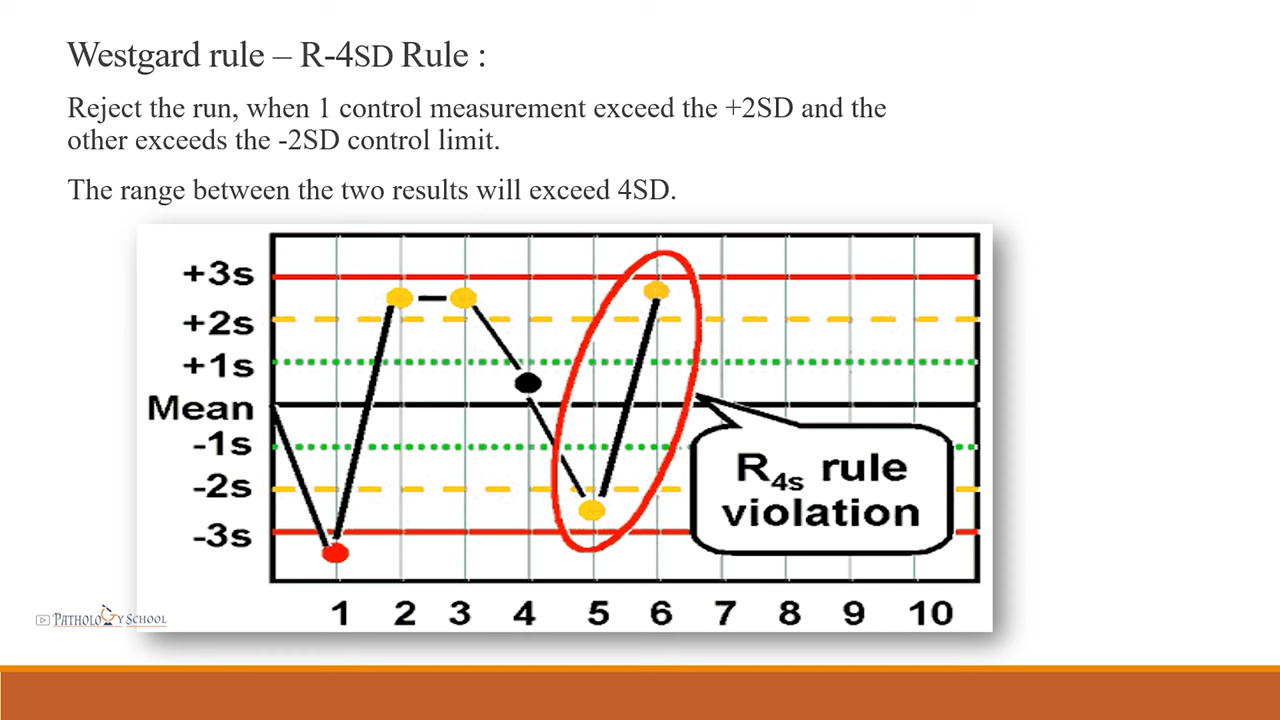 Westgard rule – R-4SD Rule :
Reject the run, when 1 control measurement exceed the +2SD and the
other exceeds the -2SD control limit.
The range between the two results will exceed 4SD.
+3s
+2s
+1s
Mean
-1s
-2s
-3s
R4s rule
violation
1 2 3 4 5 6 7 8 9 10
PATHOLOGY SCHOOL